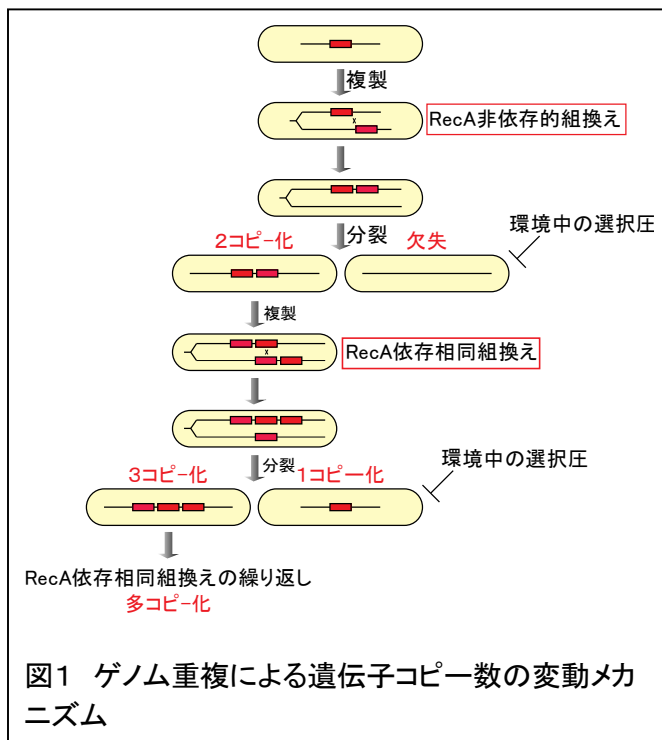 複製
RecA非依存的組換え
分裂
環境中の選択圧
2コピー化
欠失
複製
RecA依存相同組換え
分裂
環境中の選択圧
3コピー化
1コピー化
RecA依存相同組換えの繰り返し
多コピー化
図1 ゲノム重複による遺伝子コピー数の変動メカ
ニズム